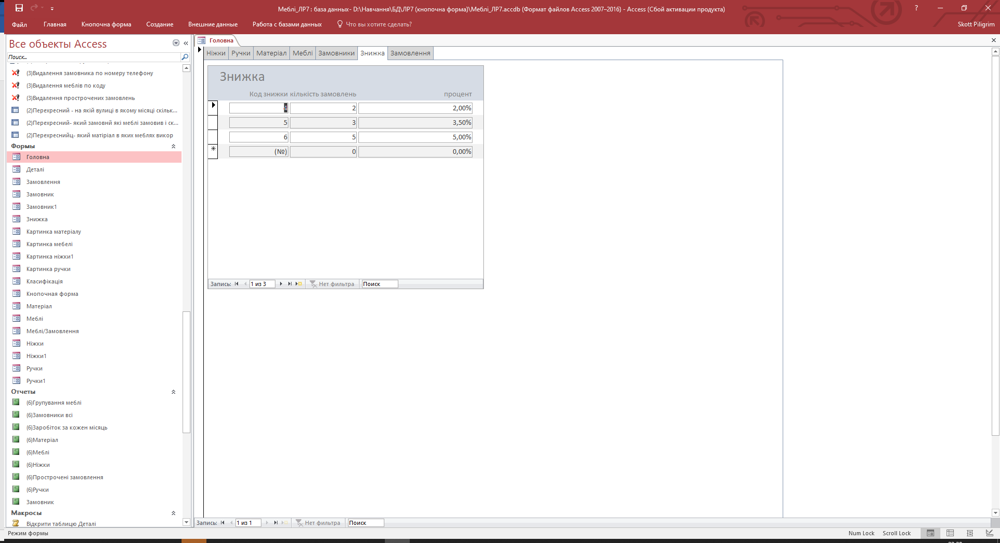 Меблі_ЛР7 : база данных- D:\Навчання\БД\ЛР7 (кнопочна форма)\Меблі_ЛР7.accdb (Формат файлов Access 2007–2016) - Access (Сбой активации продукта)
?
Файл Главная Кнопочна форма Создание Внешние данные Работа с базами данных Что вы хотите сделать? Skott Piligrim
Все объекты Access
Поиск...
(3)Видалення замовника по номеру телефону
(3)Видалення меблів по коду
(3)Видалення прострочених замовлень
(2)Перехресний - на якій вулиці в якому місяці скільк...
(2)Перехресний- який замовнй які меблі замовив і ск...
(2)Перехреснийц- який матіріал в яких меблях викор
Формы
Головна
Деталі
Замовлення
Замовник
Замовник1
Знижка
Картинка матеріалу
Картинка мебелі
Картинка ніжки1
Картинка ручки
Класифікація
Кнопочная форма
Матеріал
Меблі
Меблі/Замовлення
Ніжки
Ніжки1
Ручки
Ручки1
Отчеты
(6)Групування меблі
(6)Замовники всі
(6)Заробіток за кожен місяць
(6)Матеріал
(6)Меблі
(6)Ніжки
(6)Прострочені замовлення
(6)Ручки
Замовник
Макросы
Відкрити таблицю Деталі
Головна
Ніжки Ручки Матеріал Меблі Замовники Знижка Замовлення
Знижка
Код знижки кількість замовлень процент
4 2 2,00%
5 3 3,50%
6 5 5,00%
(№) 0 0,00%
Запись: 1 из 3 Нет фильтра Поиск
Запись: 1 из 1 Нет фильтра Поиск
Режим формы Num Lock Scroll Lock